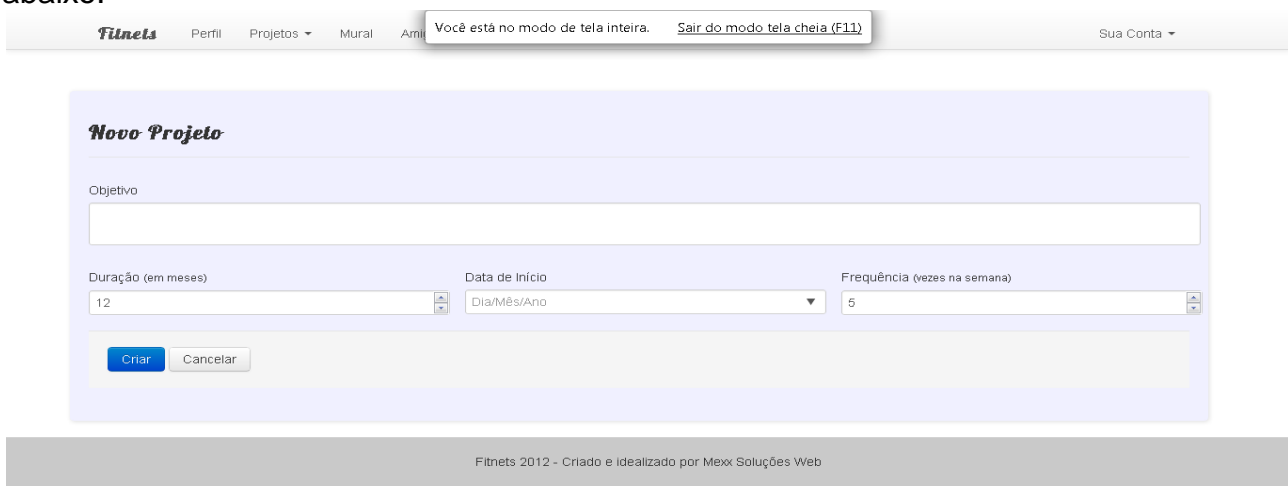 abaixo.
Fitnets Perfil Projetos Mural Ami Você está no modo de tela inteira. Sair do modo tela cheia (F11) Sua Conta
Novo Projeto
Objetivo
Duração (em meses) Data de Início Frequência (vezes na semana)
12 Dia/Mês/Ano 5
Criar Cancelar
Fitnets 2012 - Criado e idealizado por Mexx Soluções Web